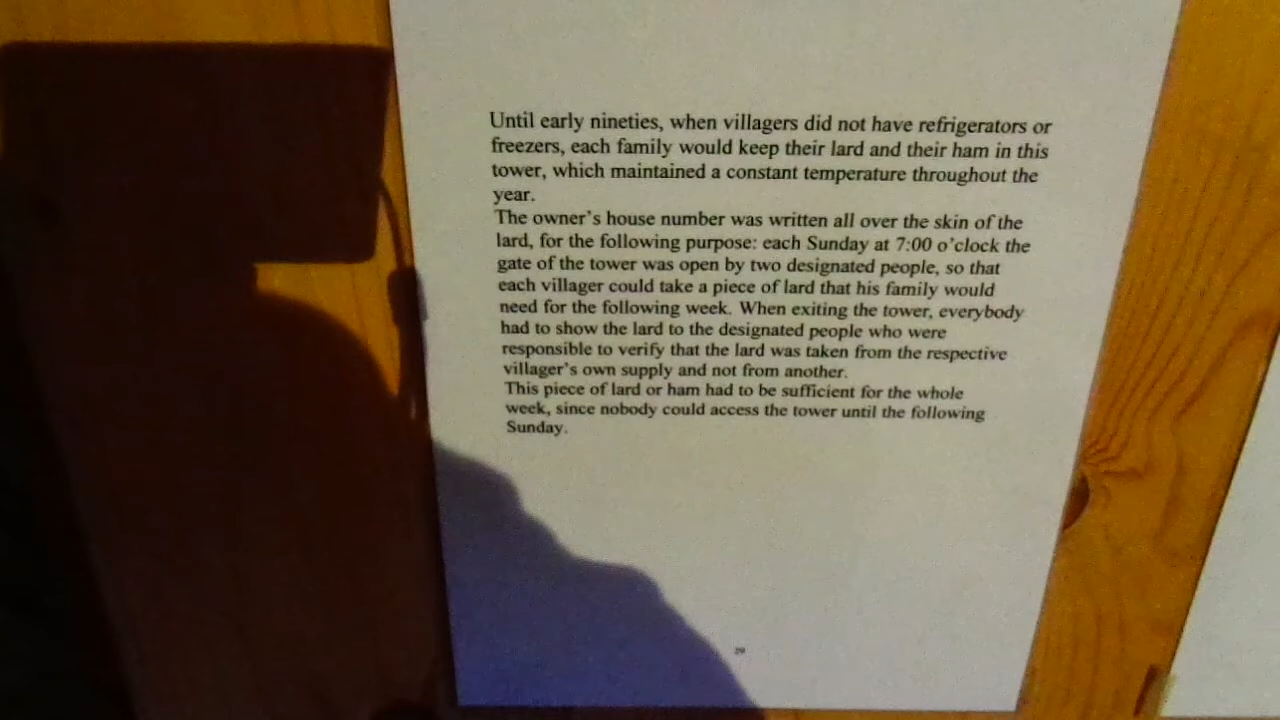 Until early nineties, when villagers did not have refrigerators or
freezers, each family would keep their lard and their ham in this
tower, which maintained a constant temperature throughout the
year.
The owner's house number was written all over the skin of the
lard, for the following purpose: each Sunday at 7:00 o'clock the
gate of the tower was open by two designated people, so that
each villager could take a piece of lard that his family would
need for the following week. When exiting the tower, everybody
had to show the lard to the designated people who were
responsible to verify that the lard was taken from the respective
villager's own supply and not from another.
This piece of lard or ham had to be sufficient for the whole
week, since nobody could access the tower until the following
Sunday.